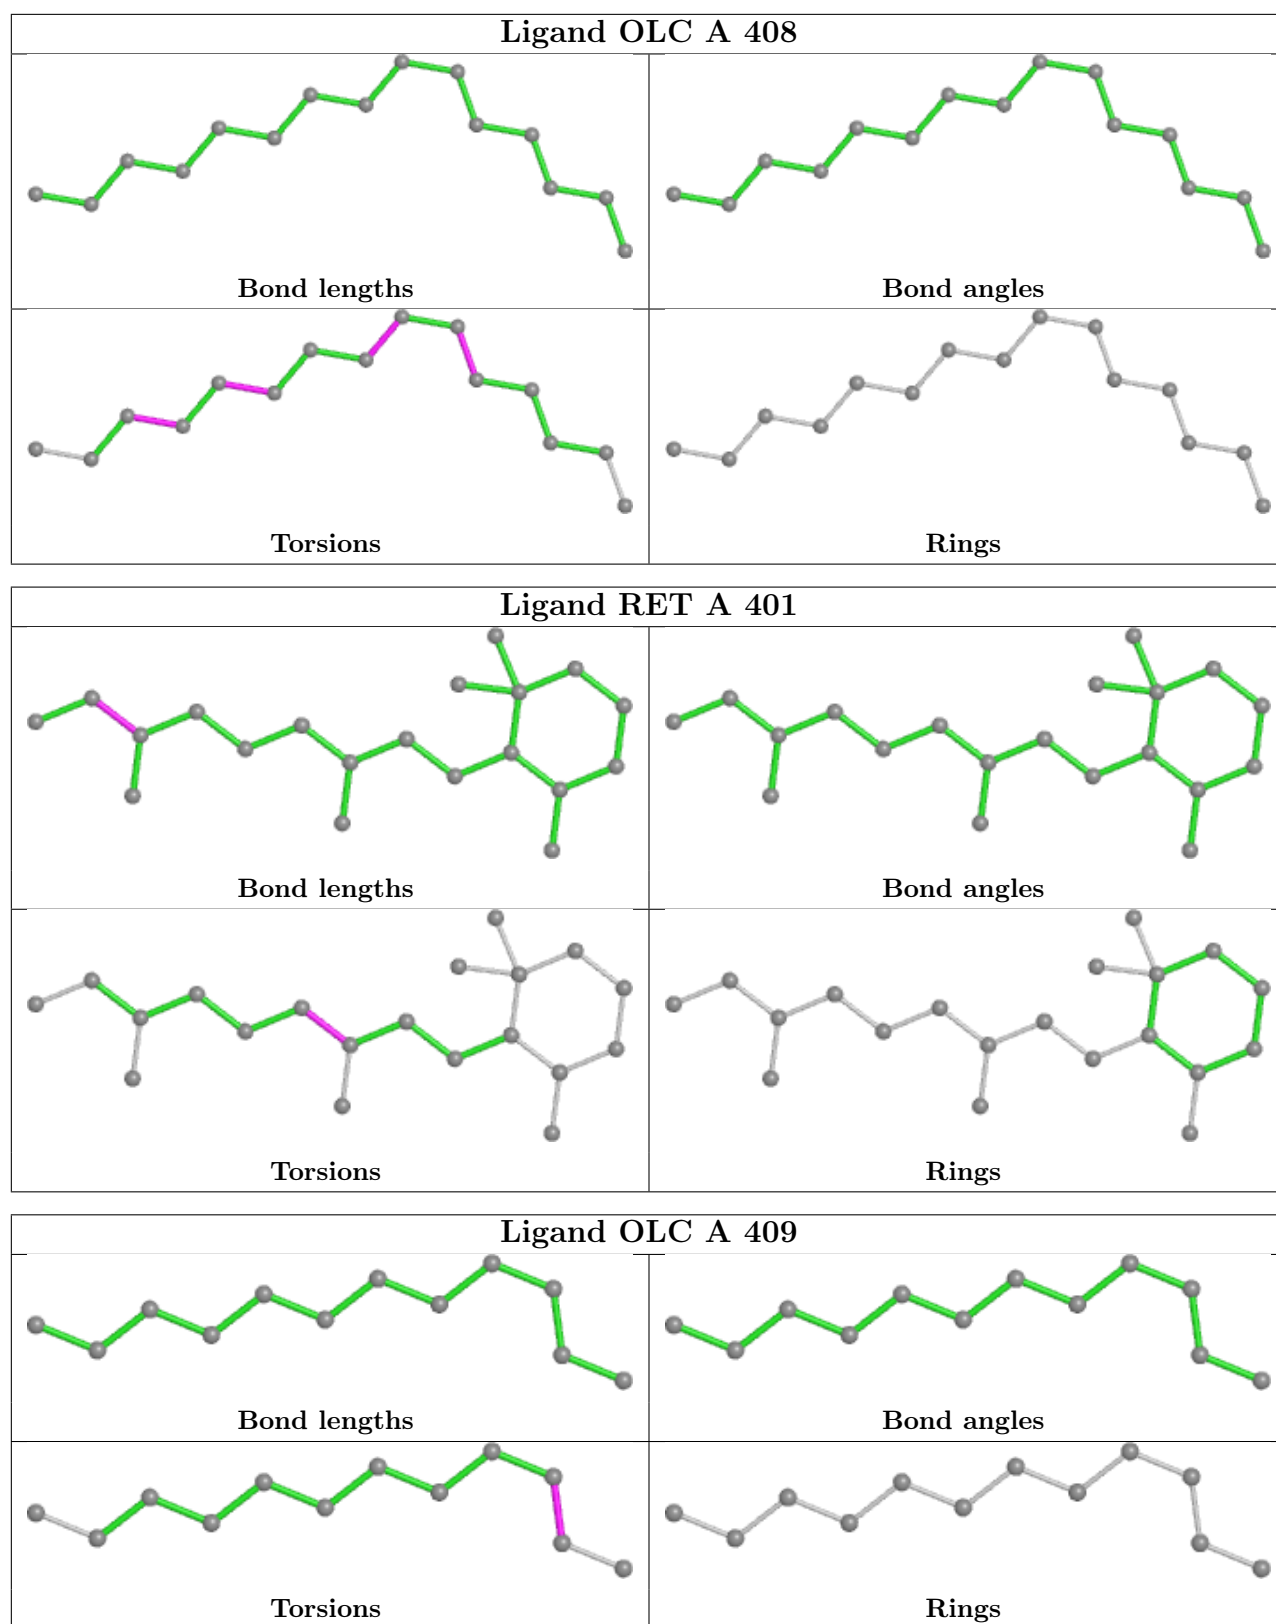 Ligand OLC A 408
Bond lengths
Bond angles
Torsions
Rings
Ligand RET A 401
Bond lengths
Bond angles
Torsions
Rings
Ligand OLC A 409
Bond lengths
Bond angles
Torsions
Rings